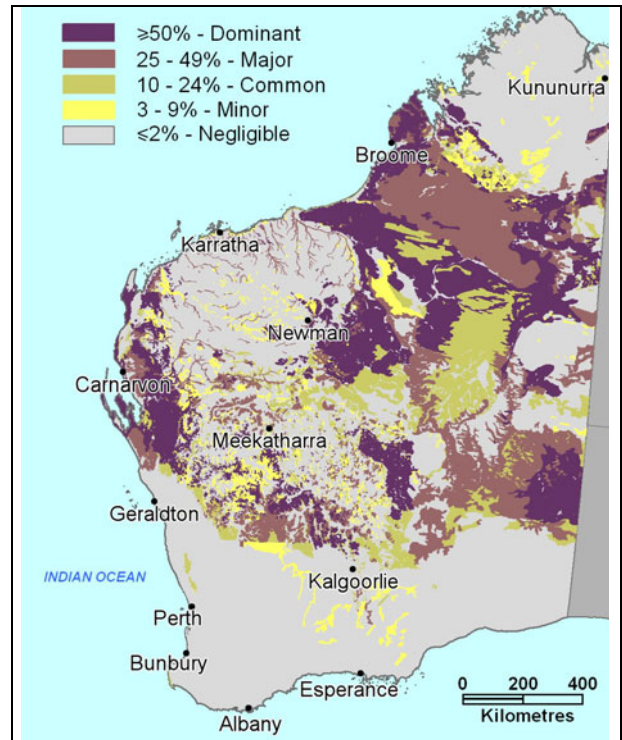 ≥50% - Dominant
25 - 49% - Major
10 - 24% - Common
3 - 9% - Minor
≤2% - Negligible
Kununurra
Broome
Karratha
Newman
Carnarvon
Meekatharra
Geraldton
INDIAN OCEAN
Kalgoorlie
Perth
Bunbury
Esperance
Albany
0 200 400
Kilometres